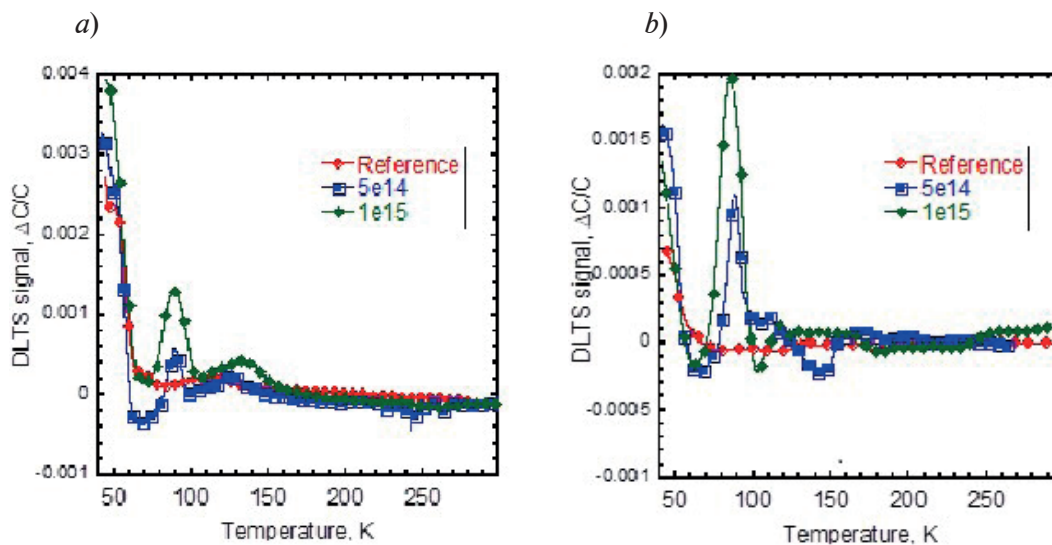 a)
b)
0.004
0.003
0.002
0.001
0
-0.001
DLTS signal, ΔC/C
Reference
5e14
1e15
50 100 150 200 250
Temperature, K
0.002
0.0015
0.001
0.0005
0
-0.0005
-0.001
DLTS signal, ΔC/C
Reference
5e14
1e15
50 100 150 200 250
Temperature, K